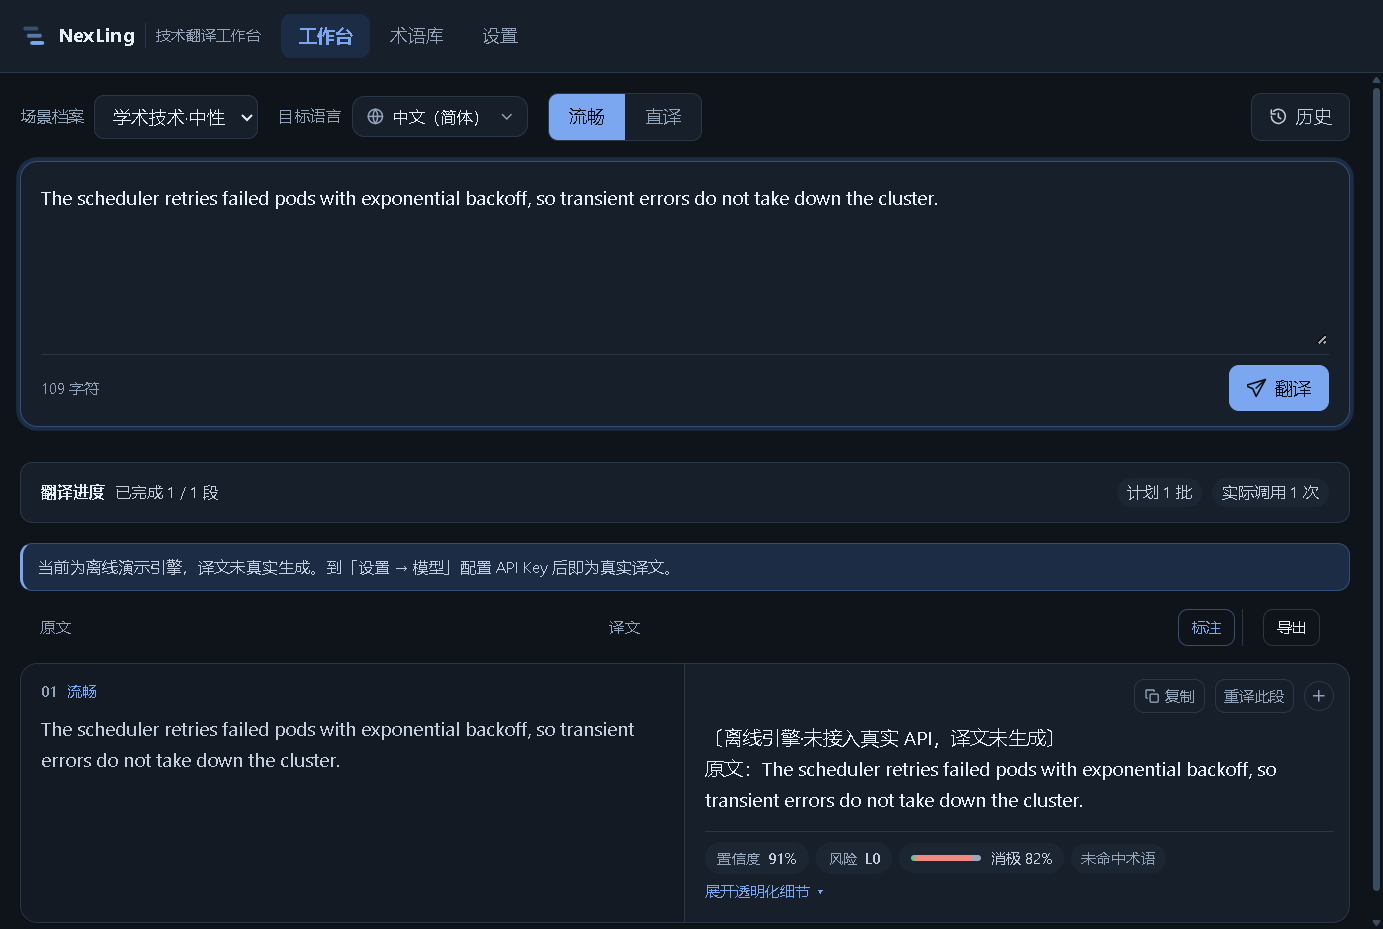 NexLing 技术翻译工作台 工作台 术语库 设置
场景档案 学术技术·中性 目标语言 中文（简体） 流畅 直译 历史
The scheduler retries failed pods with exponential backoff, so transient errors do not take down the cluster.
109 字符 翻译
翻译进度 已完成 1 / 1 段 计划 1 批 实际调用 1 次
当前为离线演示引擎，译文未真实生成。到「设置 → 模型」配置 API Key 后即为真实译文。
原文 译文 标注 导出
01 流畅
The scheduler retries failed pods with exponential backoff, so transient
errors do not take down the cluster.
复制 重译此段
〔离线引擎·未接入真实 API，译文未生成〕
原文：The scheduler retries failed pods with exponential backoff, so
transient errors do not take down the cluster.
置信度 91% 风险 L0 消极 82% 未命中术语
展开透明化细节